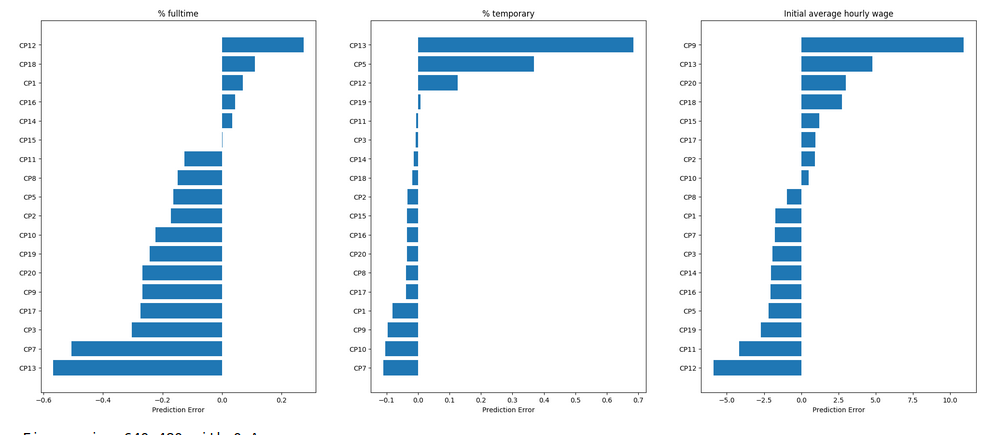 % fulltime
CP12
CP18
CP1
CP16
CP14
CP15
CP11
CP8
CP5
CP2
CP10
CP19
CP20
CP9
CP17
CP3
CP7
CP13
−0.6 −0.4 −0.2 0.0 0.2
Prediction Error
% temporary
CP13
CP5
CP12
CP19
CP11
CP3
CP14
CP18
CP2
CP15
CP16
CP20
CP8
CP17
CP1
CP9
CP10
CP7
−0.1 0.0 0.1 0.2 0.3 0.4 0.5 0.6 0.7
Prediction Error
Initial average hourly wage
CP9
CP13
CP20
CP18
CP15
CP17
CP2
CP10
CP8
CP1
CP7
CP3
CP14
CP16
CP5
CP19
CP11
CP12
−5.0 −2.5 0.0 2.5 5.0 7.5 10.0
Prediction Error